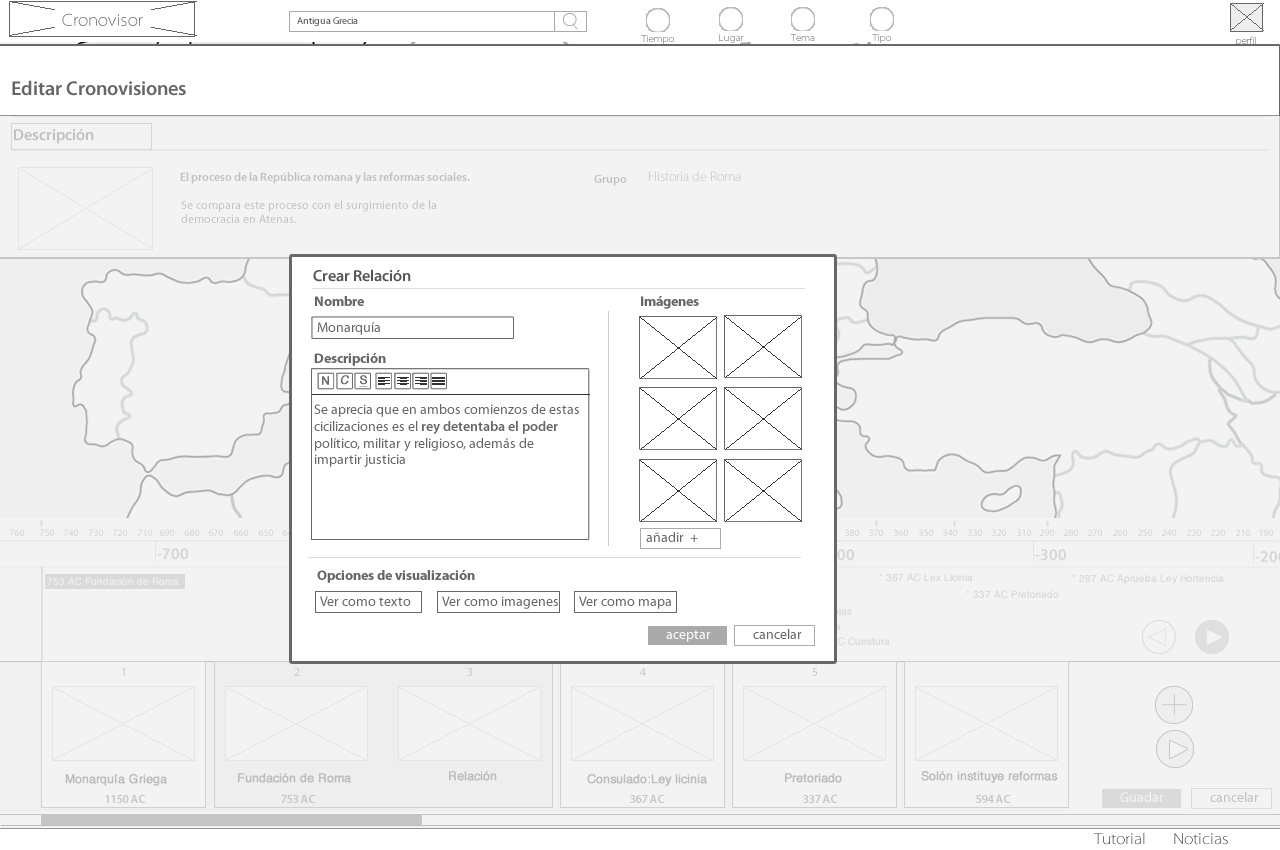 Cronovisor
Antigua Grecia
Tiempo
Lugar
Tema
Tipo
perfil
Editar Cronovisiones
Descripción
El proceso de la República romana y las reformas sociales.
Grupo
Historía de Roma
Se compara este proceso con el surgimiento de la
democracia en Atenas.
Crear Relación
Nombre
Monarquía
Descripción
N C S
Se aprecia que en ambos comienzos de estas
cicilizaciones es el rey detentaba el poder
político, militar y religioso, además de
impartir justicia
Imágenes
añadir +
Opciones de visualización
Ver como texto
Ver como imagenes
Ver como mapa
aceptar
cancelar
760 750 740 730 720 710 690 680 670 660 650
380 370 360 350 340 330 320 310 290 280 270 260 240 230 220 210 190
-700
00
-300
-200
753 AC Fundación de Roma
* 367 AC Lex Licinia
* 287 AC Aprueba Ley Hortencia
* 337 AC Pretonado
las
C Cuestura
1
2
3
4
5
Monarquía Griega
1150 AC
Fundación de Roma
753 AC
Relación
Consulado:Ley licinia
367 AC
Pretoriado
337 AC
Solón instituye reformas
594 AC
Guadar
cancelar
Tutorial
Noticias